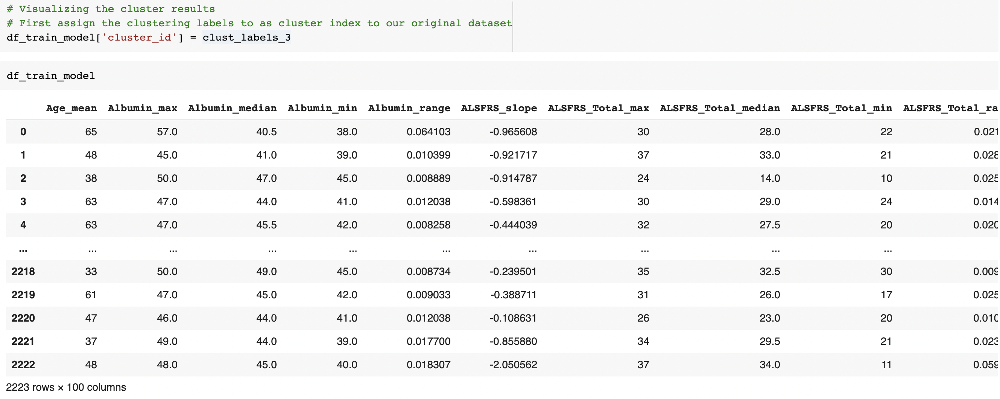 # Visualizing the cluster results
# First assign the clustering labels to as cluster index to our original dataset
df_train_model['cluster_id'] = clust_labels_3
df_train_model
Age_mean Albumin_max Albumin_median Albumin_min Albumin_range ALSFRS_slope ALSFRS_Total_max ALSFRS_Total_median ALSFRS_Total_min ALSFRS_Total_ra
0 65 57.0 40.5 38.0 0.064103 -0.965608 30 28.0 22 0.021
1 48 45.0 41.0 39.0 0.010399 -0.921717 37 33.0 21 0.028
2 38 50.0 47.0 45.0 0.008889 -0.914787 24 14.0 10 0.025
3 63 47.0 44.0 41.0 0.012038 -0.598361 30 29.0 24 0.014
4 63 47.0 45.5 42.0 0.008258 -0.444039 32 27.5 20 0.020
... ... ... ... ... ... ... ... ... ...
2218 33 50.0 49.0 45.0 0.008734 -0.239501 35 32.5 30 0.009
2219 61 47.0 45.0 42.0 0.009033 -0.388711 31 26.0 17 0.025
2220 47 46.0 44.0 41.0 0.012038 -0.108631 26 23.0 20 0.010
2221 37 49.0 44.0 39.0 0.017700 -0.855880 34 29.5 21 0.023
2222 48 48.0 45.0 40.0 0.018307 -2.050562 37 34.0 11 0.059
2223 rows × 100 columns